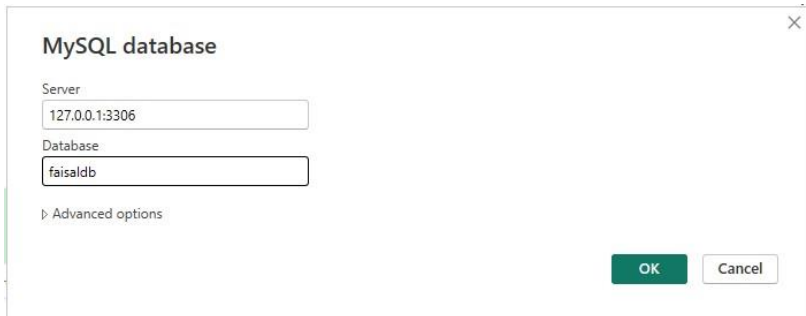 MySQL database
Server
127.0.0.1:3306
Database
faisaldb
Advanced options
OK
Cancel